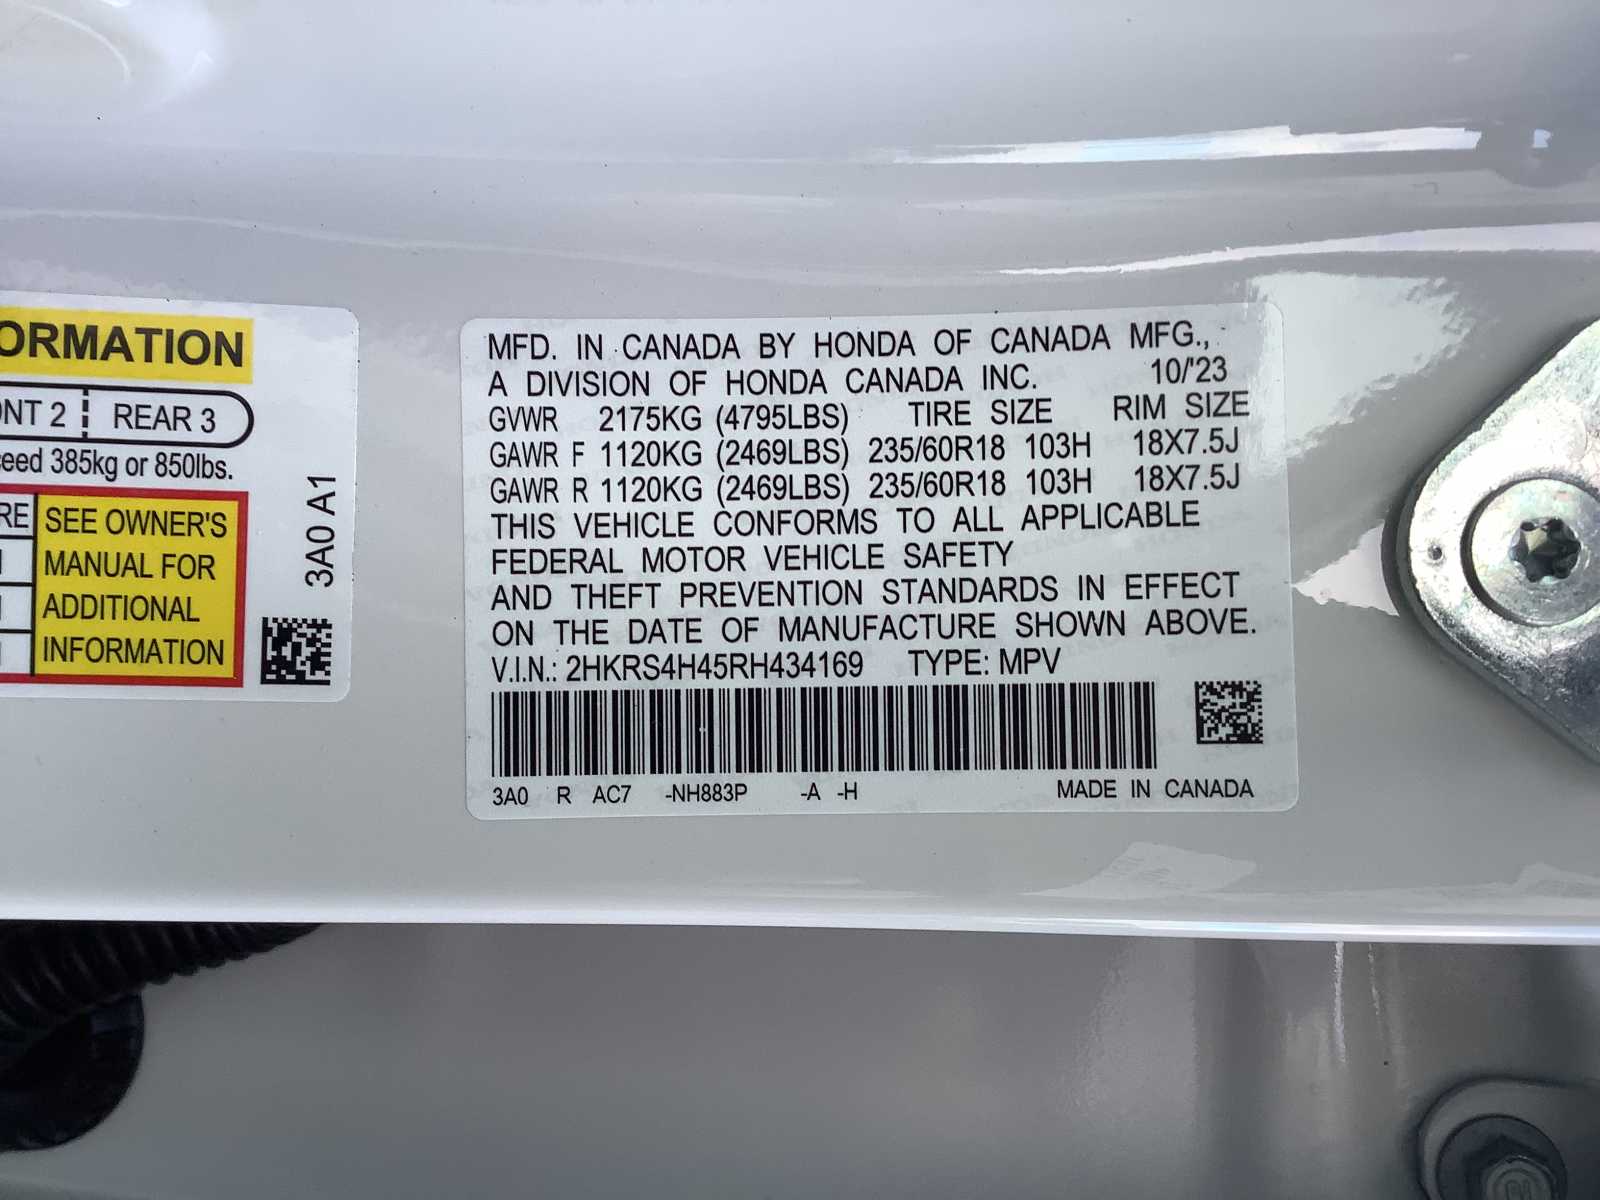 ORMATION
NT 2 REAR 3
eed 385kg or 850lbs.
RE SEE OWNER'S
MANUAL FOR
ADDITIONAL
INFORMATION
3A0 A1
MFD. IN CANADA BY HONDA OF CANADA MFG.,
A DIVISION OF HONDA CANADA INC. 10/'23
GVWR 2175KG (4795LBS) TIRE SIZE RIM SIZE
GAWR F 1120KG (2469LBS) 235/60R18 103H 18X7.5J
GAWR R 1120KG (2469LBS) 235/60R18 103H 18X7.5J
THIS VEHICLE CONFORMS TO ALL APPLICABLE
FEDERAL MOTOR VEHICLE SAFETY
AND THEFT PREVENTION STANDARDS IN EFFECT
ON THE DATE OF MANUFACTURE SHOWN ABOVE.
V.I.N.: 2HKRS4H45RH434169 TYPE: MPV
3A0 R AC7 -NH883P -A -H MADE IN CANADA